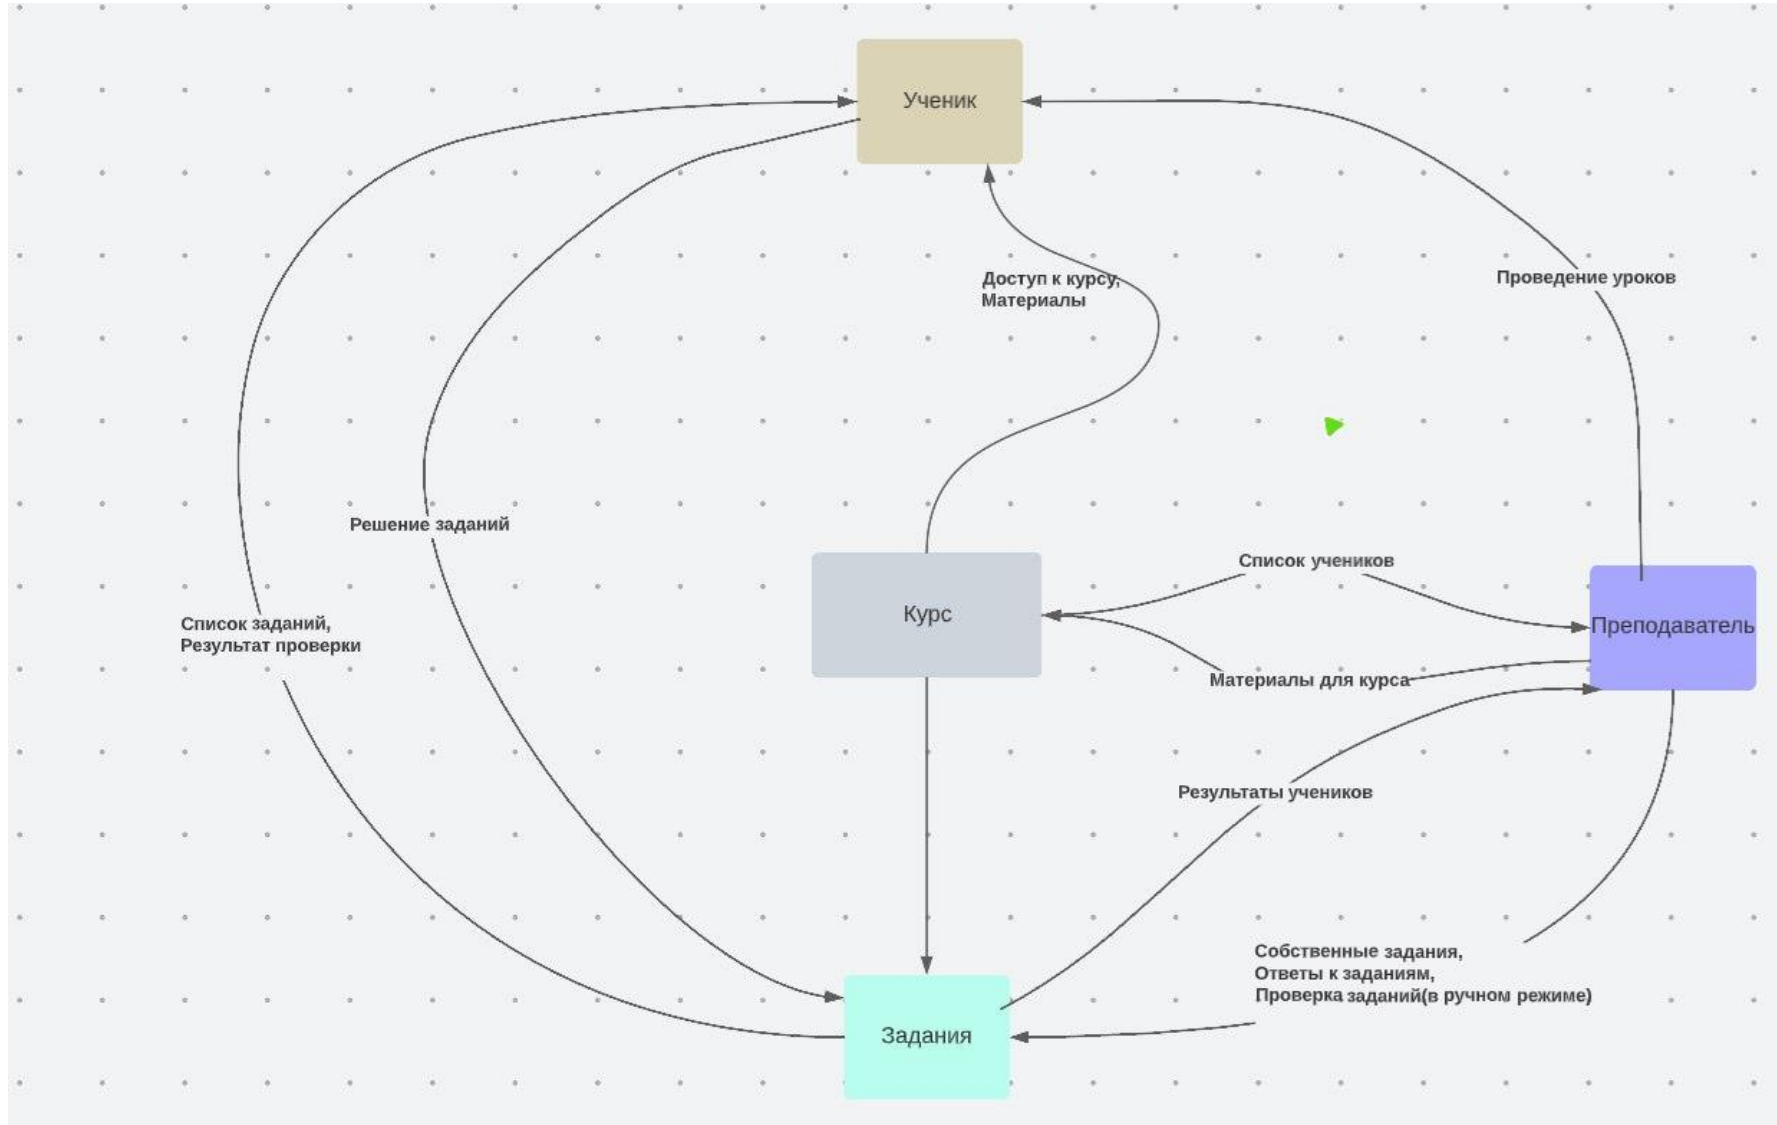 Ученик
Доступ к курсу,
Материалы
Проведение уроков
Решение заданий
Список учеников
Курс
Преподаватель
Список заданий,
Результат проверки
Материалы для курса
Результаты учеников
Собственные задания,
Ответы к заданиям,
Проверка заданий(в ручном режиме)
Задания